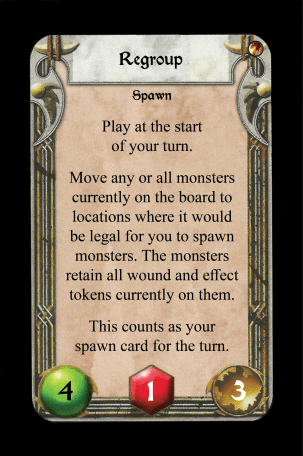 Regroup
Spawn
Play at the start
of your turn.
Move any or all monsters
currently on the board to
locations where it would
be legal for you to spawn
monsters. The monsters
retain all wound and effect
tokens currently on them.
This counts as your
spawn card for the turn.
4 1 3